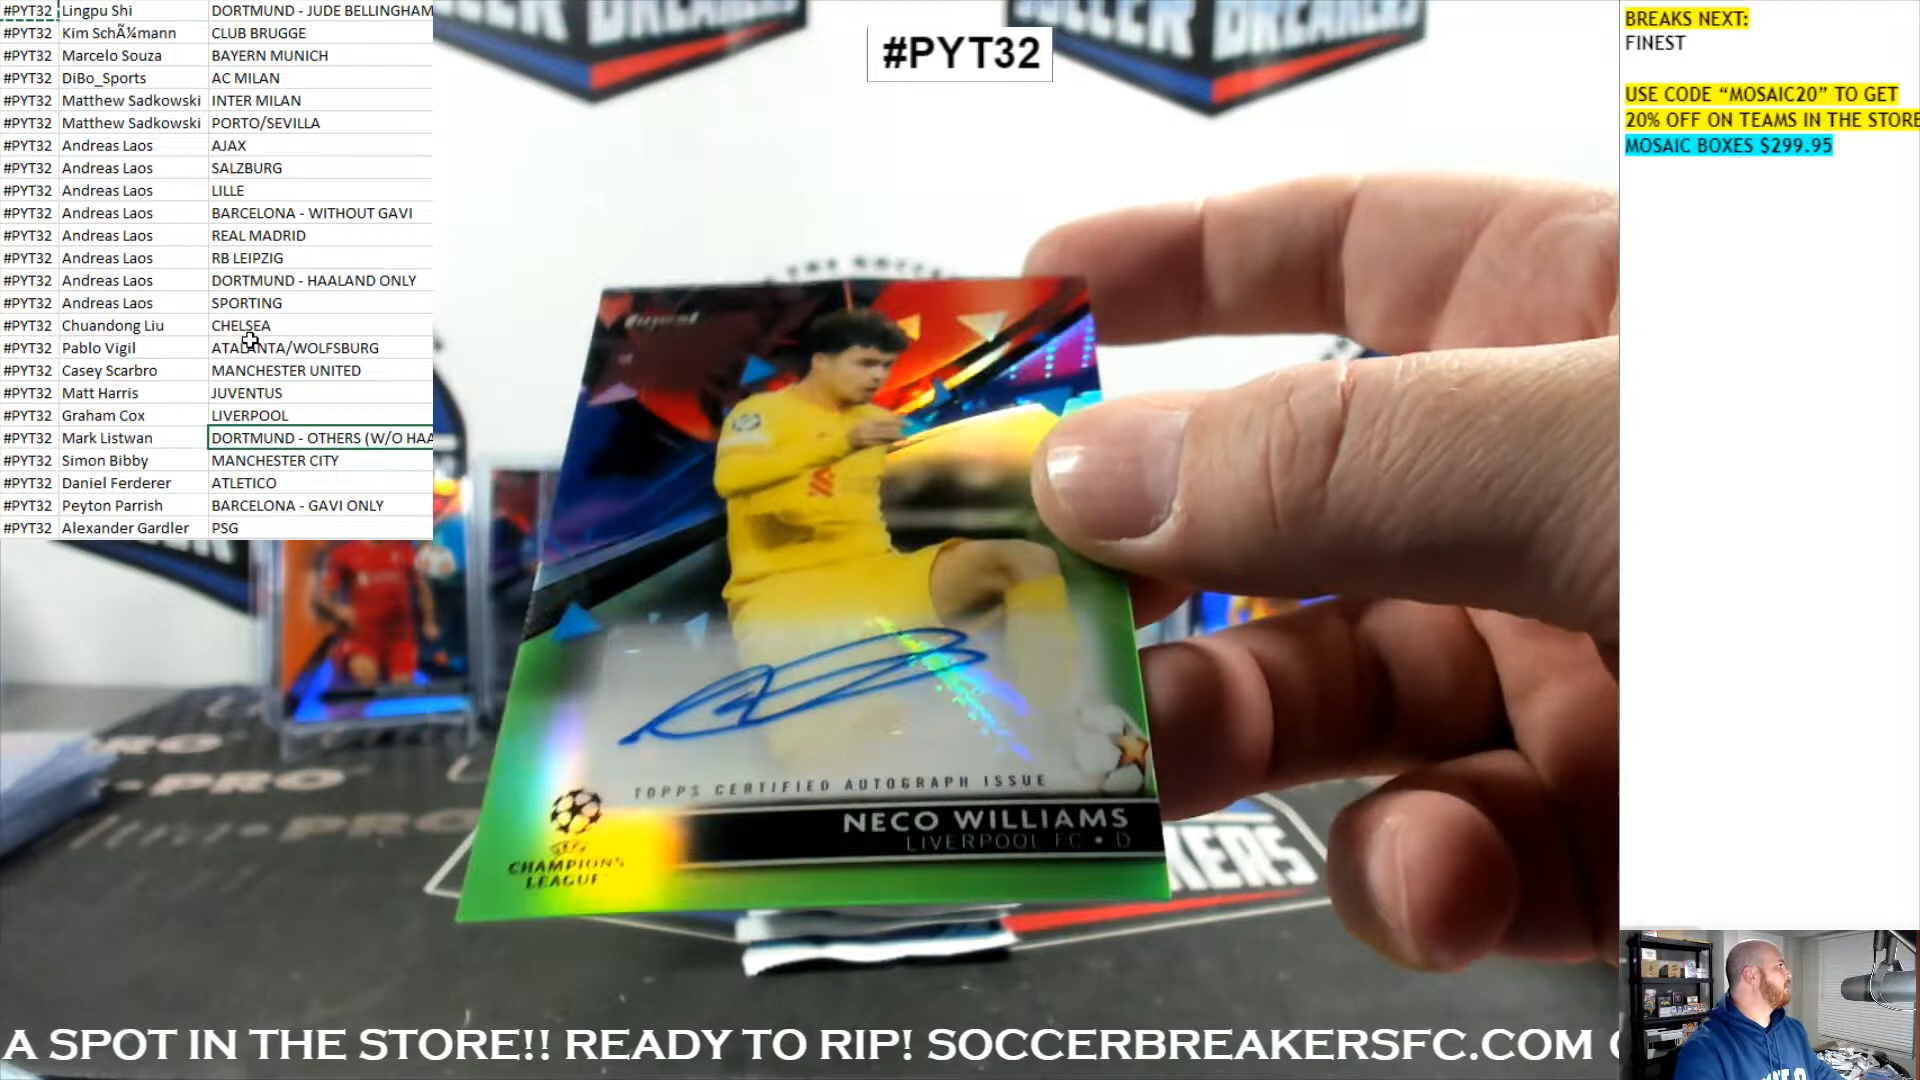 #PYT32 Lingpu Shi DORTMUND - JUDE BELLINGHAM
#PYT32 Kim SchÃ¼mann CLUB BRUGGE
#PYT32 Marcelo Souza BAYERN MUNICH
#PYT32 DiBo_Sports AC MILAN
#PYT32 Matthew Sadkowski INTER MILAN
#PYT32 Matthew Sadkowski PORTO/SEVILLA
#PYT32 Andreas Laos AJAX
#PYT32 Andreas Laos SALZBURG
#PYT32 Andreas Laos LILLE
#PYT32 Andreas Laos BARCELONA - WITHOUT GAVI
#PYT32 Andreas Laos REAL MADRID
#PYT32 Andreas Laos RB LEIPZIG
#PYT32 Andreas Laos DORTMUND - HAALAND ONLY
#PYT32 Andreas Laos SPORTING
#PYT32 Chuandong Liu CHELSEA
#PYT32 Pablo Vigil ATALANTA/WOLFSBURG
#PYT32 Casey Scarbro MANCHESTER UNITED
#PYT32 Matt Harris JUVENTUS
#PYT32 Graham Cox LIVERPOOL
#PYT32 Mark Listwan DORTMUND - OTHERS (W/O HAA
#PYT32 Simon Bibby MANCHESTER CITY
#PYT32 Daniel Ferderer ATLETICO
#PYT32 Peyton Parrish BARCELONA - GAVI ONLY
#PYT32 Alexander Gardler PSG
SOCCER BREAKERS
SOCCER BREAKERS
#PYT32
THE SOCCER
finest
TOPPS CERTIFIED AUTOGRAPH ISSUE
NECO WILLIAMS
LIVERPOOL FC • D
UEFA
CHAMPIONS
LEAGUE
KERS
BREAKS NEXT:
FINEST
USE CODE “MOSAIC20” TO GET
20% OFF ON TEAMS IN THE STORE
MOSAIC BOXES $299.95
A SPOT IN THE STORE!! READY TO RIP! SOCCERBREAKERSFC.COM